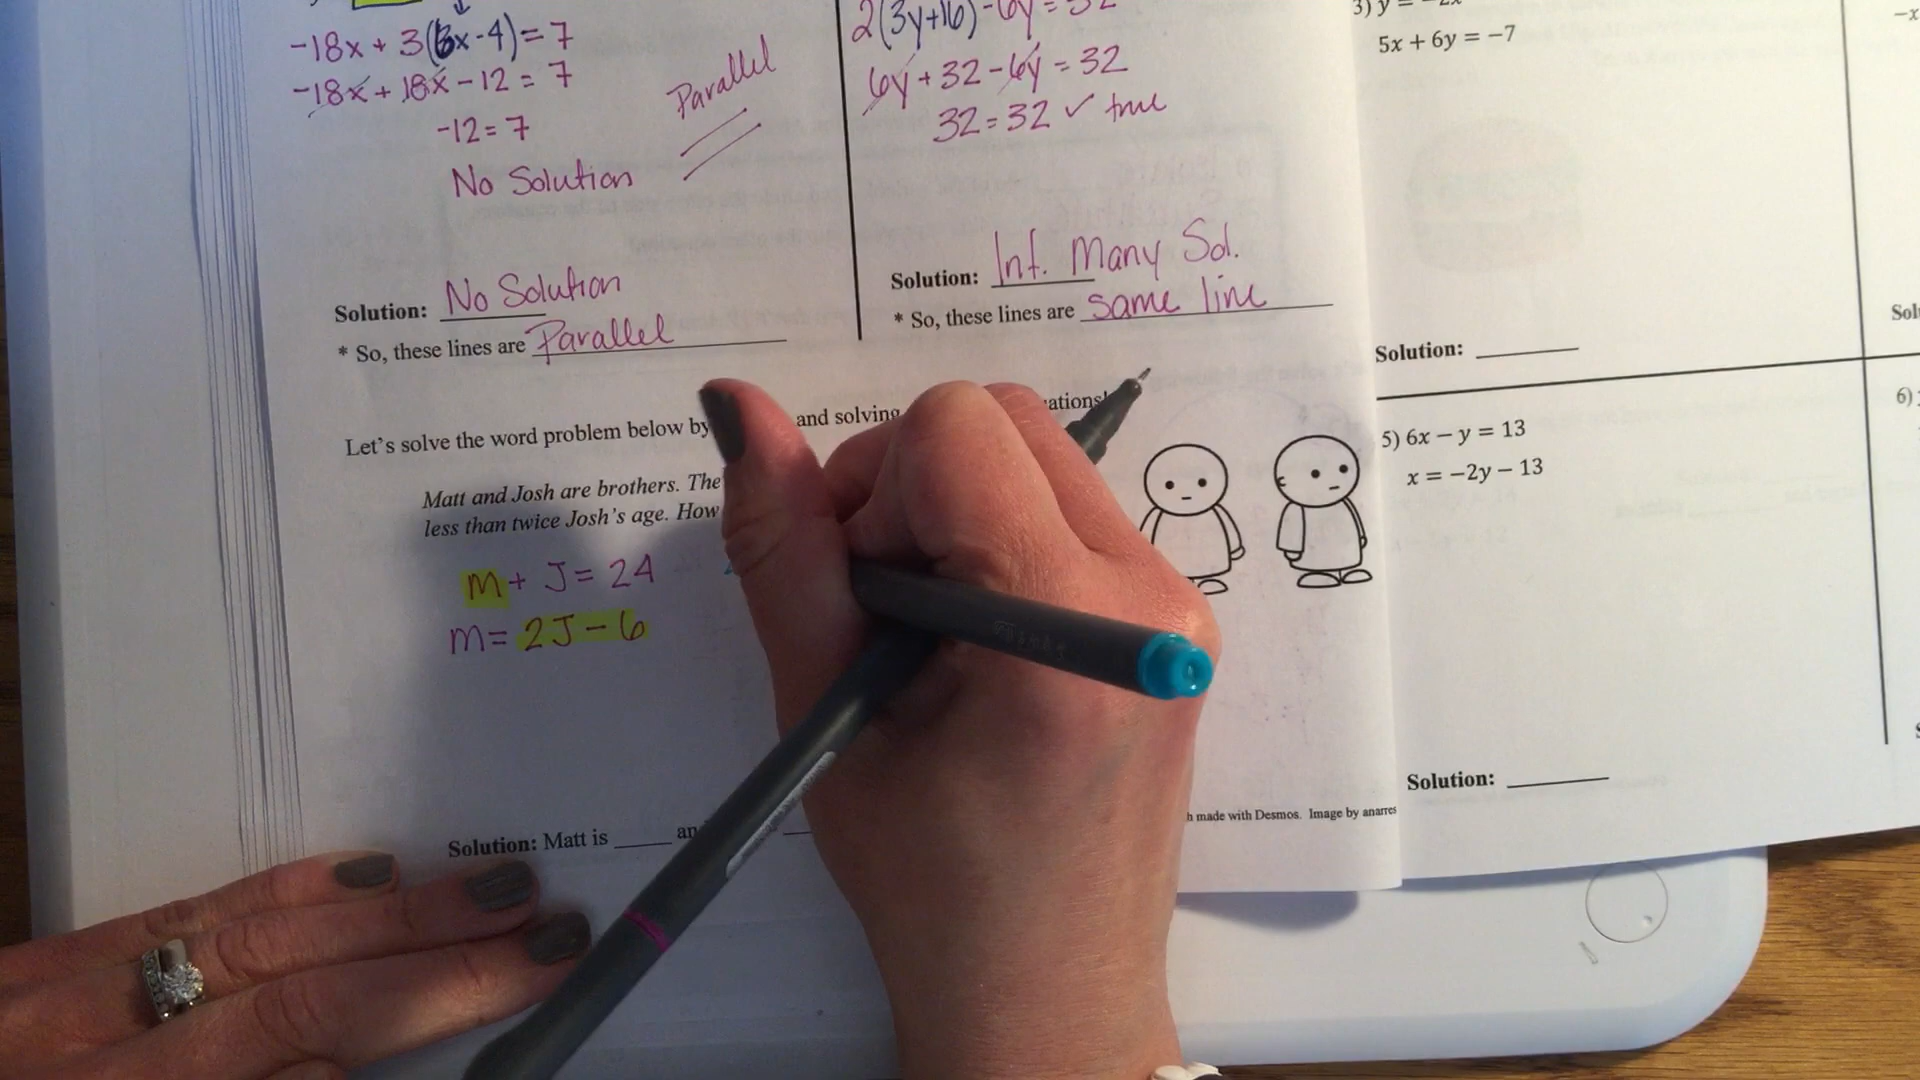 -18x + 3(6x-4) = 7
-18x + 18x - 12 = 7
-12 = 7
No Solution
Parallel
Solution: No Solution
* So, these lines are Parallel
2(3y+16) - 6y = 32
6y + 32 - 6y = 32
32 = 32 ✓ true
Solution: Inf. Many Sol.
* So, these lines are same line
Let's solve the word problem below by and solving
Matt and Josh are brothers. The
less than twice Josh's age. How
M + J = 24
M = 2J - 6
Solution: Matt is _____
h made with Desmos. Image by anarres
3) y = -2x
5x + 6y = -7
Solution: _____
5) 6x - y = 13
x = -2y - 13
Solution: _____
-x
6)